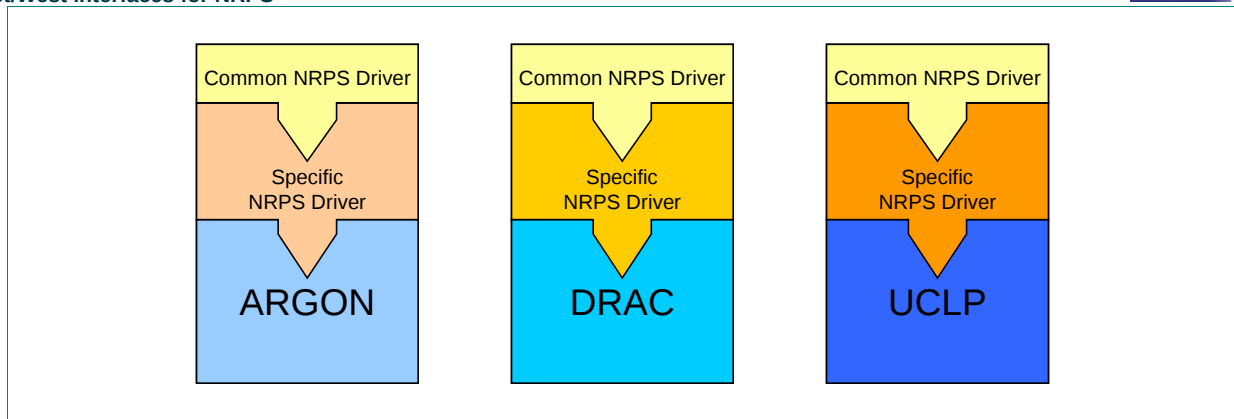 Common NRPS Driver
Specific
NRPS Driver
ARGON
Common NRPS Driver
Specific
NRPS Driver
DRAC
Common NRPS Driver
Specific
NRPS Driver
UCLP